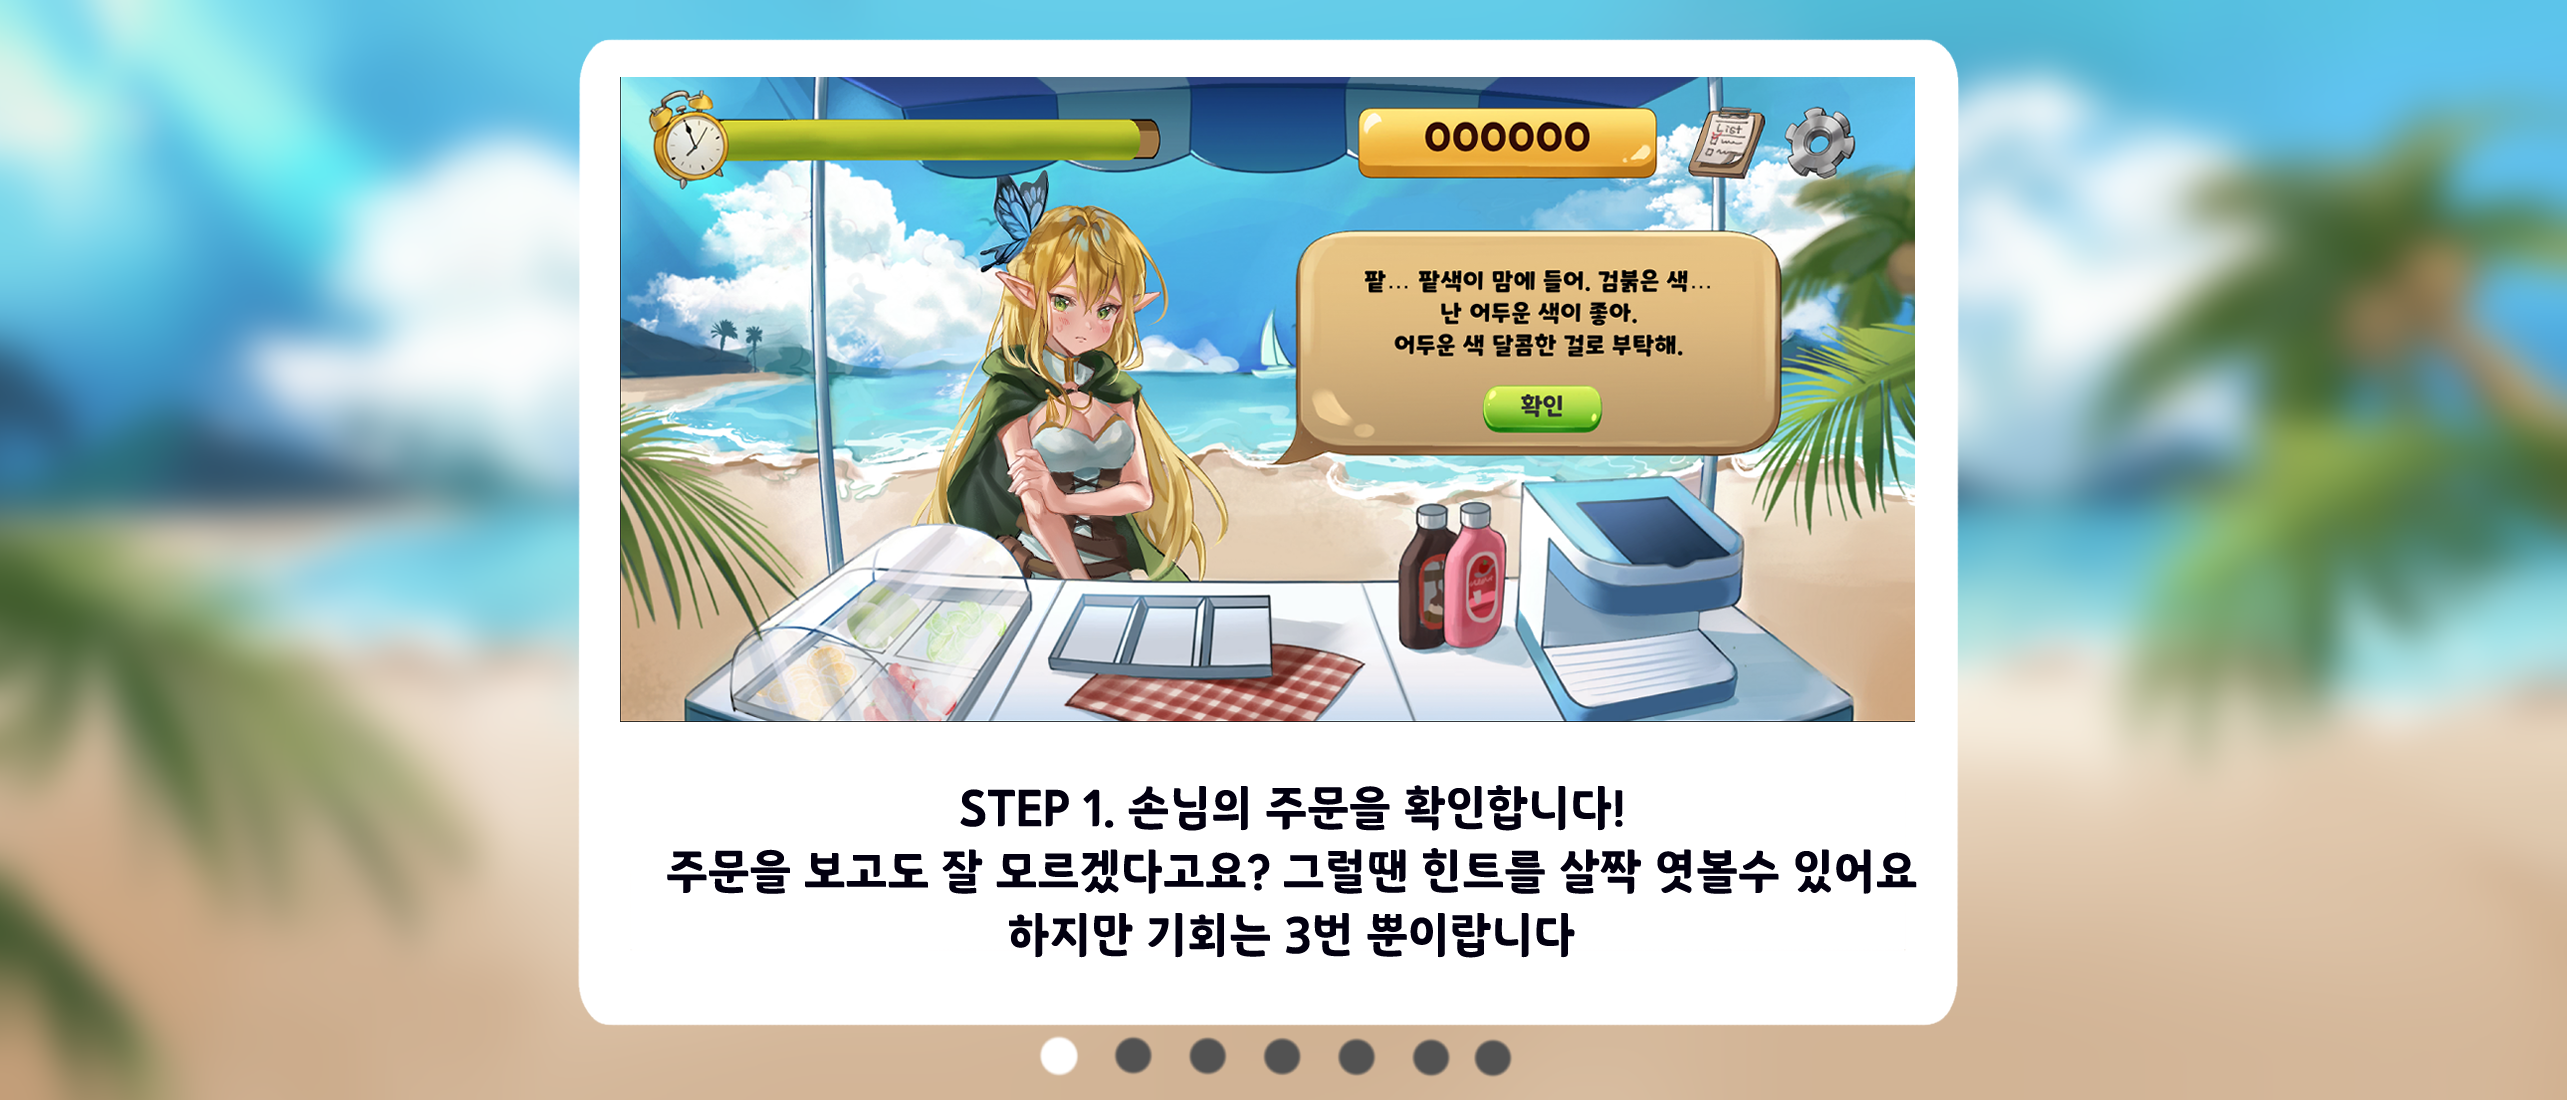 000000
List
팥... 팥색이 맘에 들어. 검붉은 색...
난 어두운 색이 좋아.
어두운 색 달콤한 걸로 부탁해.
확인
STEP 1. 손님의 주문을 확인합니다!
주문을 보고도 잘 모르겠다고요? 그럴땐 힌트를 살짝 엿볼수 있어요
하지만 기회는 3번 뿐이랍니다